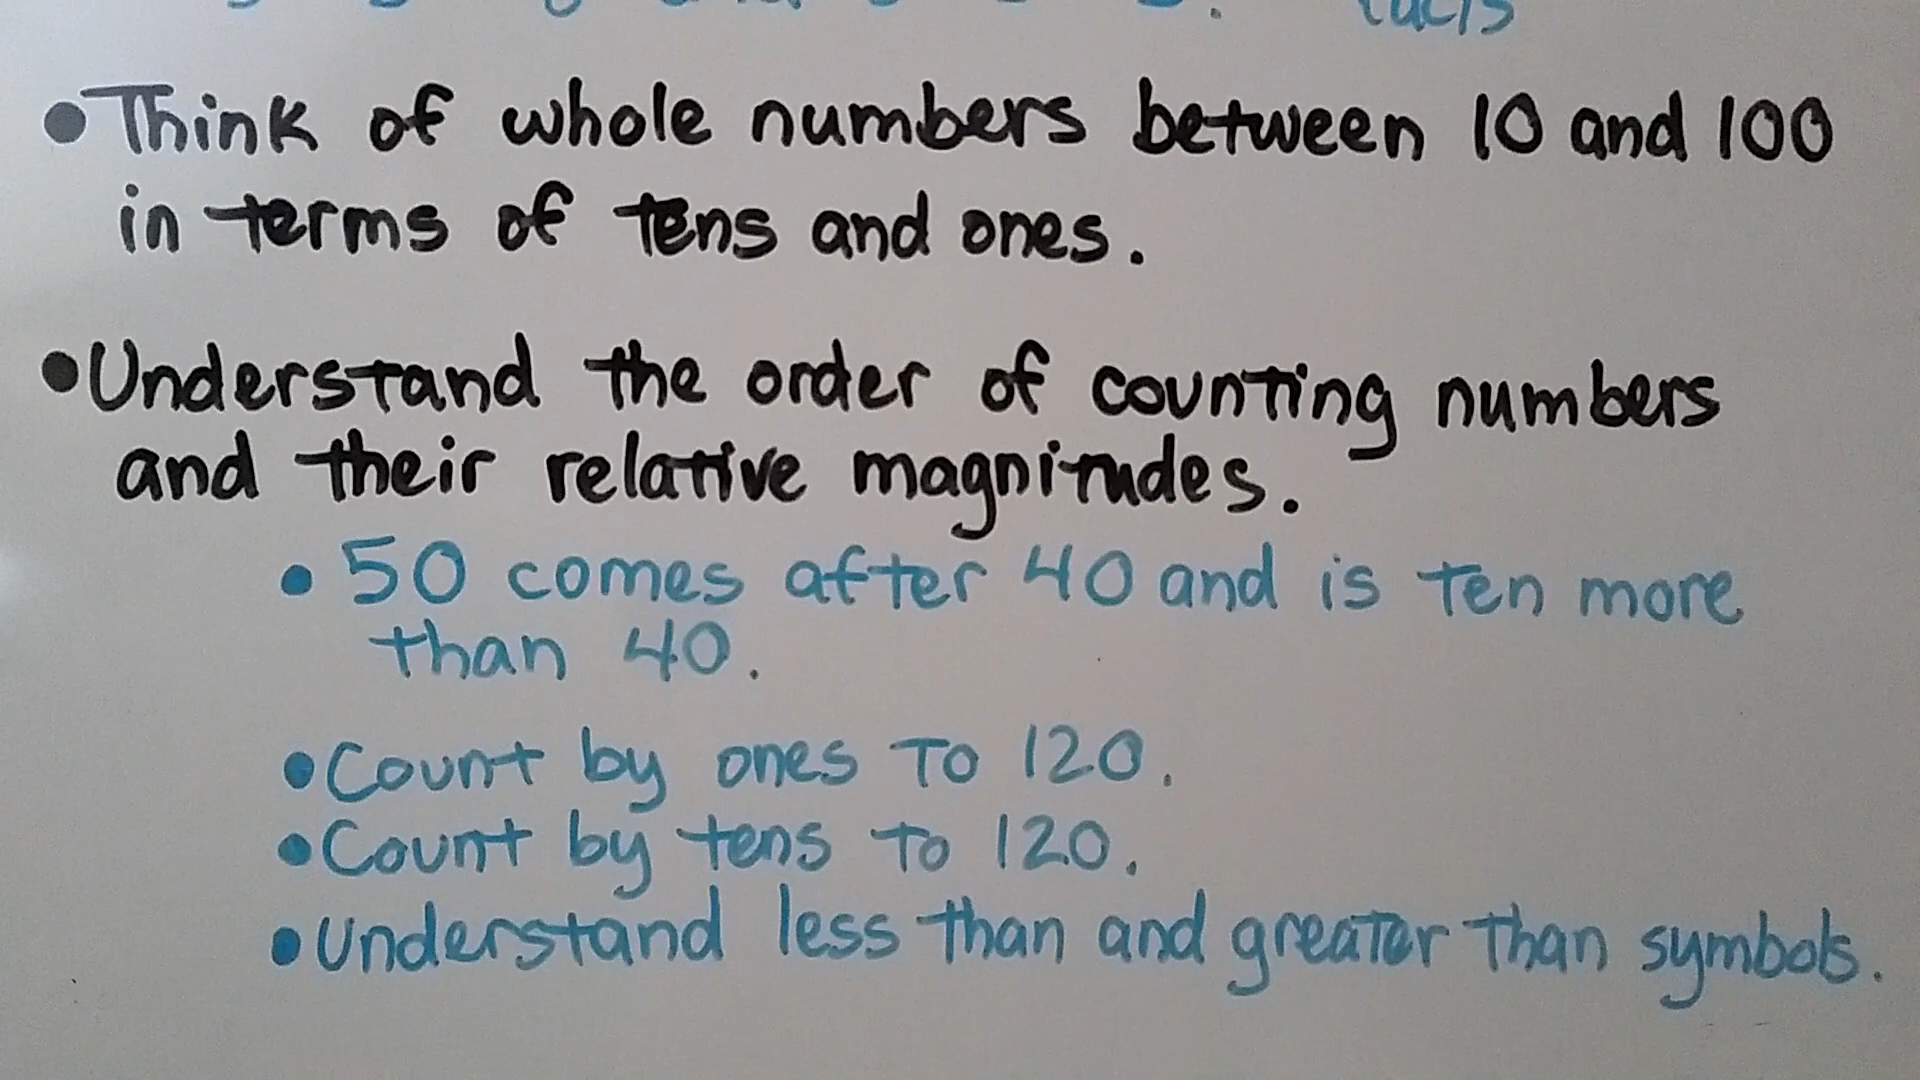 facts
•Think of whole numbers between 10 and 100
in terms of tens and ones.
•Understand the order of counting numbers
and their relative magnitudes.
• 50 comes after 40 and is ten more
than 40.
•Count by ones to 120.
•Count by tens to 120.
•Understand less than and greater than symbols.